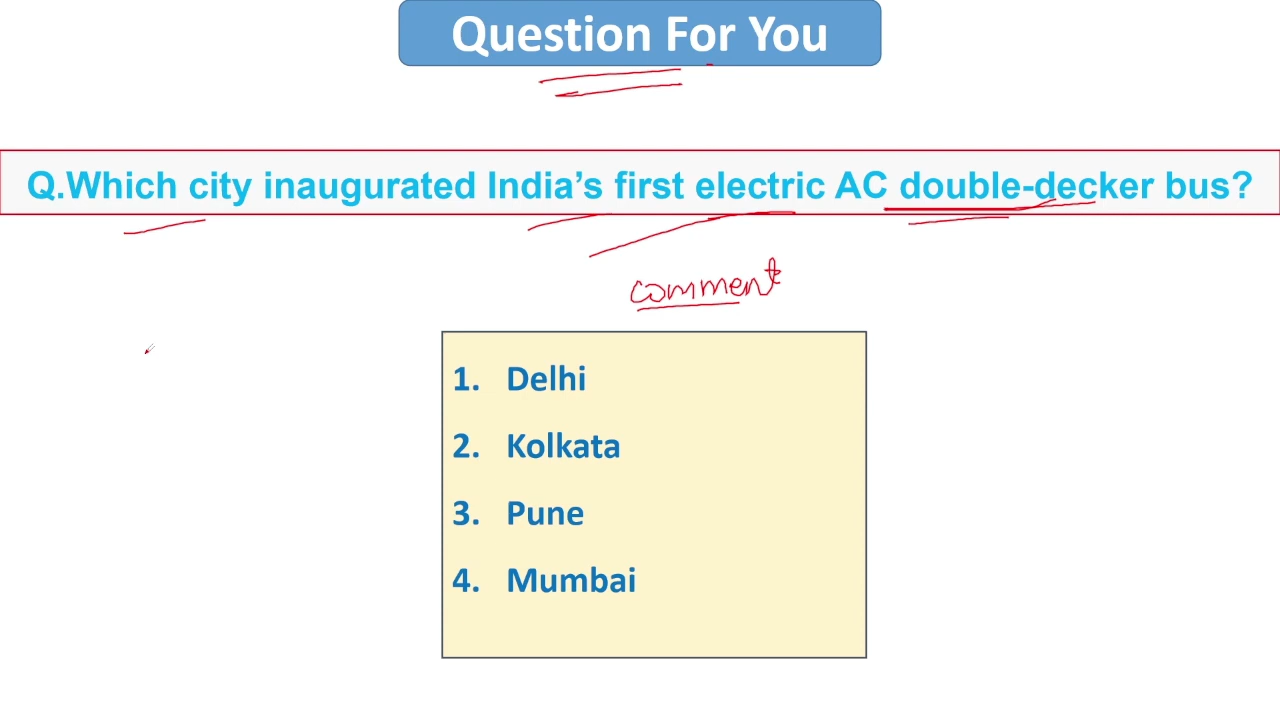 Question For You
Q.Which city inaugurated India’s first electric AC double-decker bus?
comment
1. Delhi
2. Kolkata
3. Pune
4. Mumbai